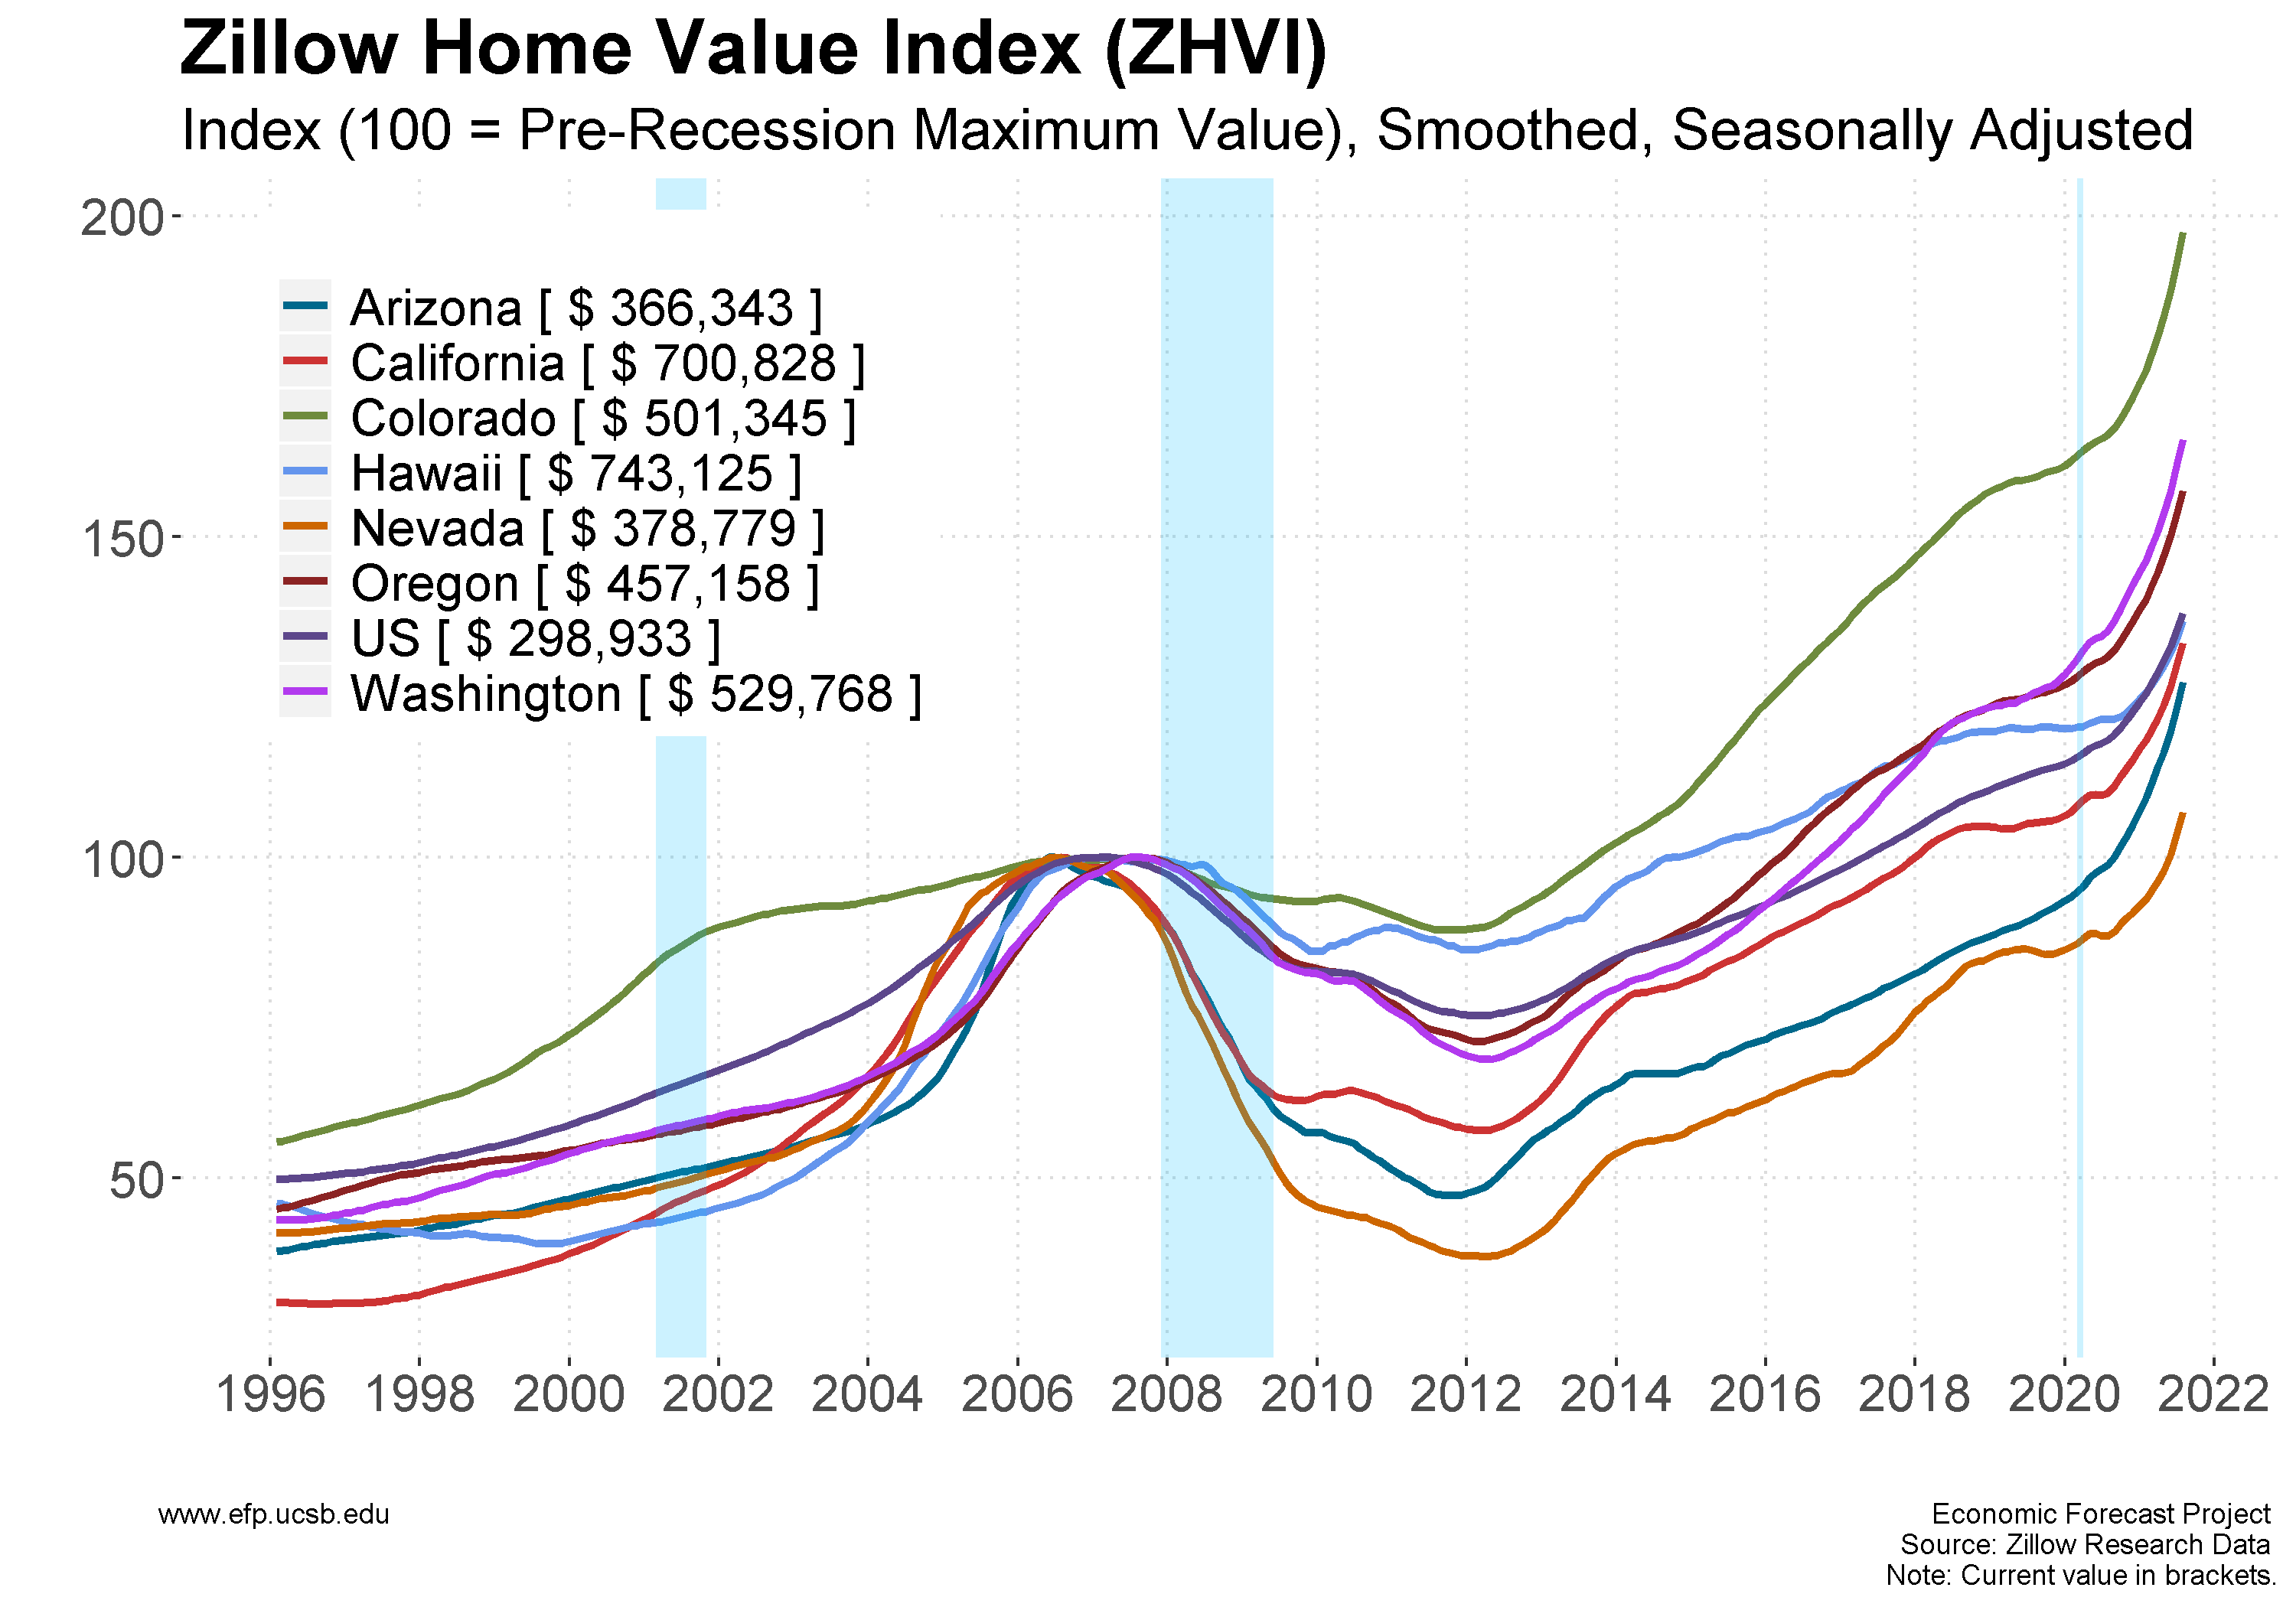 Zillow Home Value Index (ZHVI)
Index (100 = Pre-Recession Maximum Value), Smoothed, Seasonally Adjusted
200
150
100
50
Arizona [ $ 366,343 ]
California [ $ 700,828 ]
Colorado [ $ 501,345 ]
Hawaii [ $ 743,125 ]
Nevada [ $ 378,779 ]
Oregon [ $ 457,158 ]
US [ $ 298,933 ]
Washington [ $ 529,768 ]
1996 1998 2000 2002 2004 2006 2008 2010 2012 2014 2016 2018 2020 2022
www.efp.ucsb.edu
Economic Forecast Project
Source: Zillow Research Data
Note: Current value in brackets.